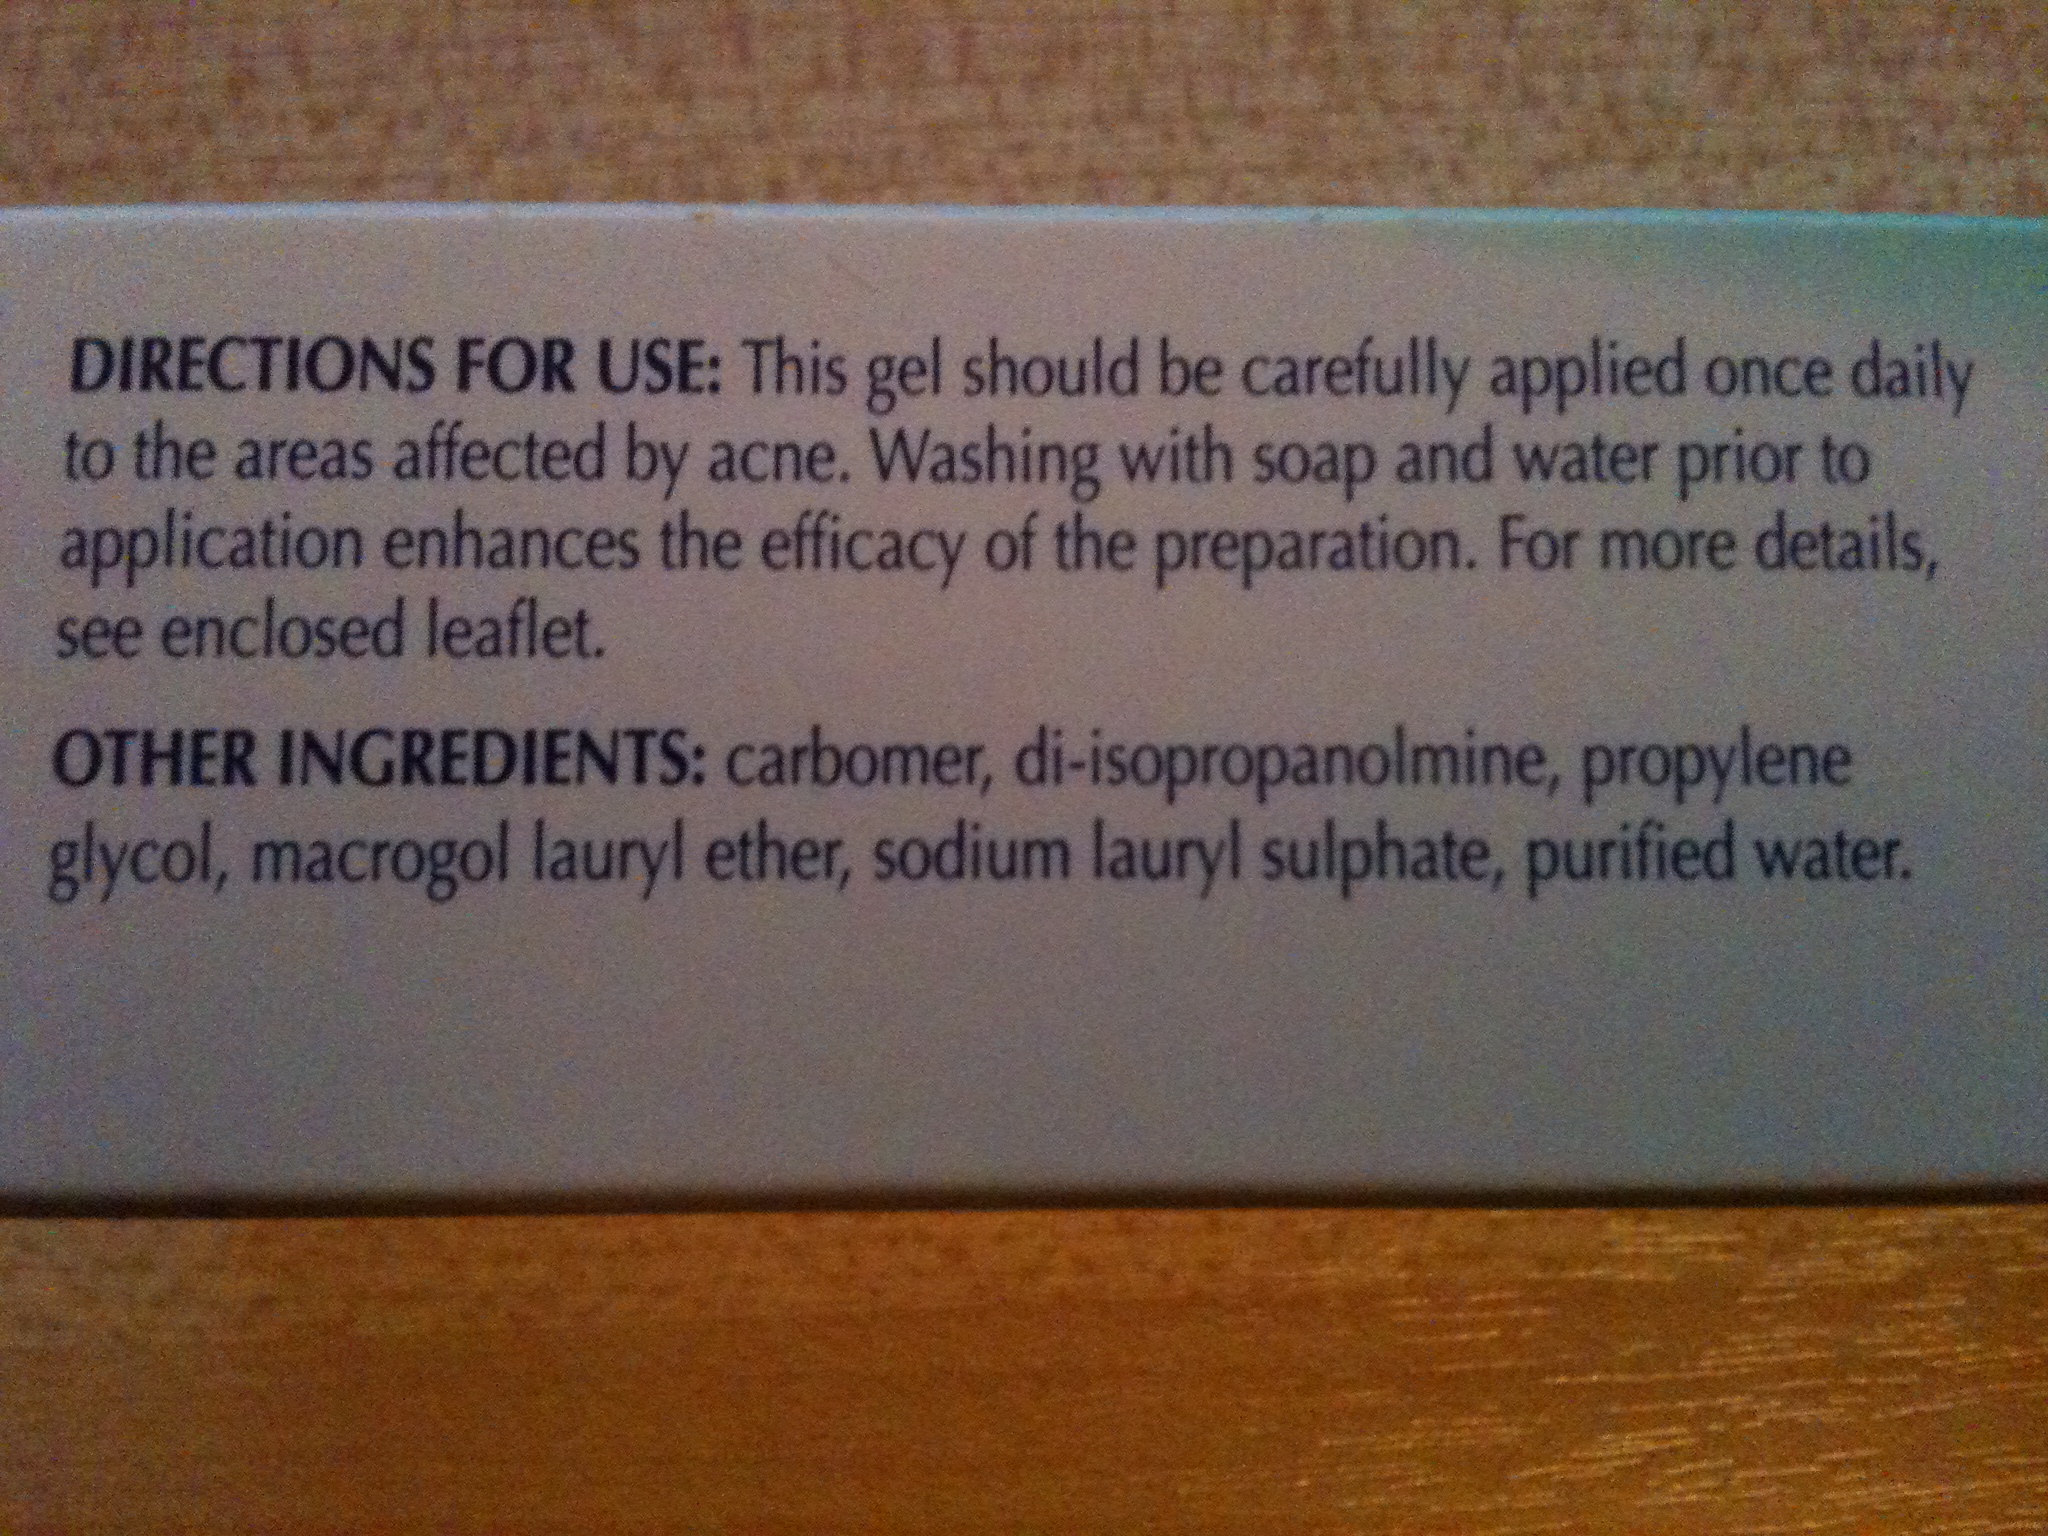 DIRECTIONS FOR USE: This gel should be carefully applied once daily
to the areas affected by acne. Washing with soap and water prior to
application enhances the efficacy of the preparation. For more details,
see enclosed leaflet.
OTHER INGREDIENTS: carbomer, di-isopropanolmine, propylene
glycol, macrogol lauryl ether, sodium lauryl sulphate, purified water.